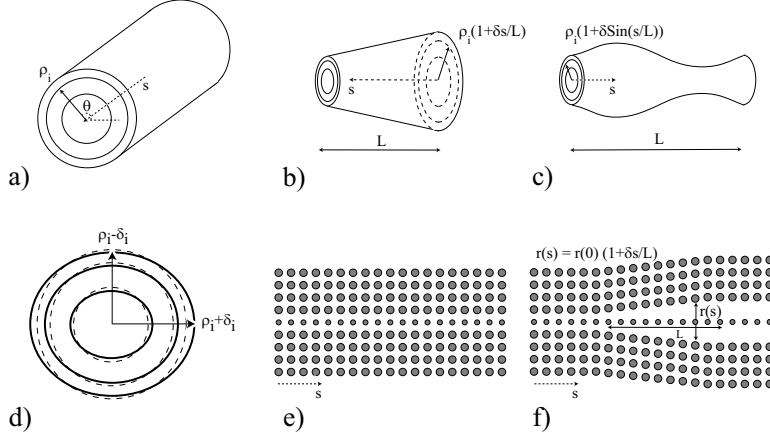 ρi
θ
s
a)
ρi(1+δs/L)
s
L
b)
ρi(1+δSin(s/L))
s
L
c)
ρi-δi
ρi+δi
d)
s
e)
r(s) = r(0) (1+δs/L)
r(s)
L
s
f)